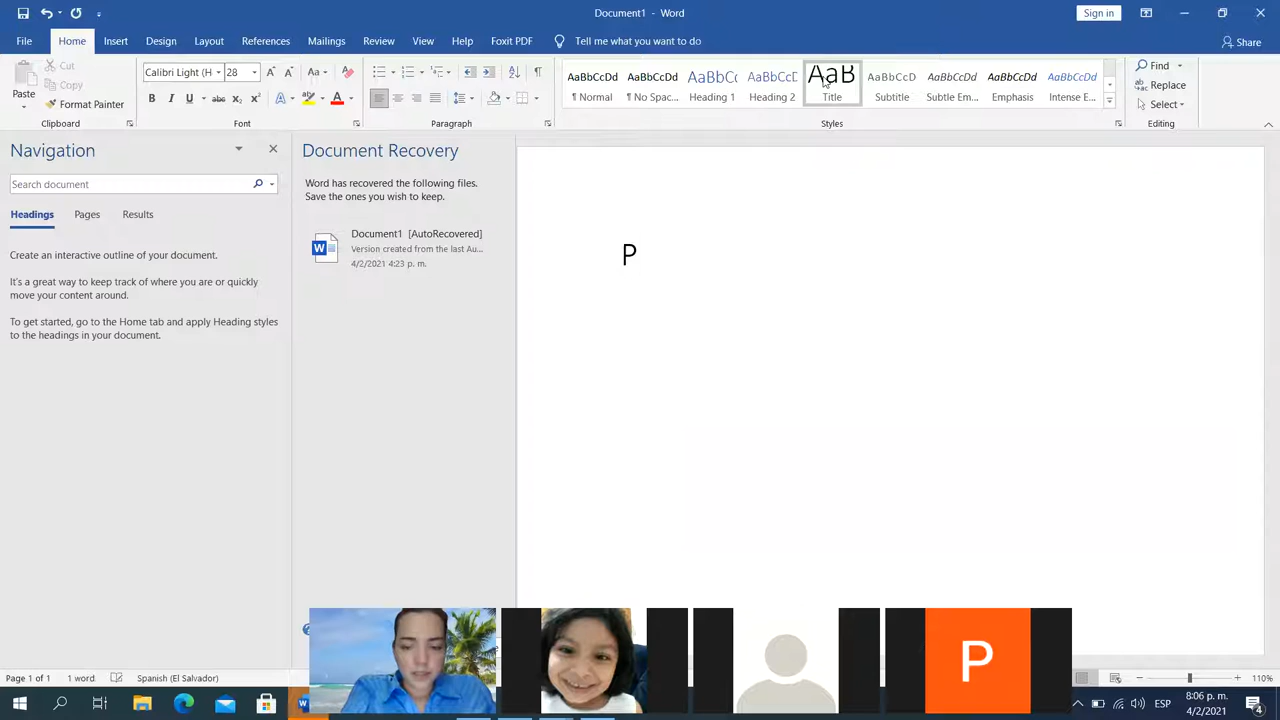 Document1 - Word
Sign in
File Home Insert Design Layout References Mailings Review View Help Foxit PDF Tell me what you want to do Share
Paste
Cut
Copy
Format Painter
Clipboard
Calibri Light (H 28 Aa
B I U abc x₂ x² A A
Font
Paragraph
AaBbCcDd AaBbCcDd AaBbCc AaBbCcD AaB AaBbCcD AaBbCcDd AaBbCcDd AaBbCcDd
¶ Normal ¶ No Spac... Heading 1 Heading 2 Title Subtitle Subtle Em... Emphasis Intense E...
Styles
Find
Replace
Select
Editing
Navigation
Search document
Headings Pages Results
Create an interactive outline of your document.
It's a great way to keep track of where you are or quickly
move your content around.
To get started, go to the Home tab and apply Heading styles
to the headings in your document.
Document Recovery
Word has recovered the following files.
Save the ones you wish to keep.
Document1 [AutoRecovered]
Version created from the last Au...
4/2/2021 4:23 p. m.
P
P
Page 1 of 1 1 word Spanish (El Salvador) 110%
ESP
8:06 p. m.
4/2/2021